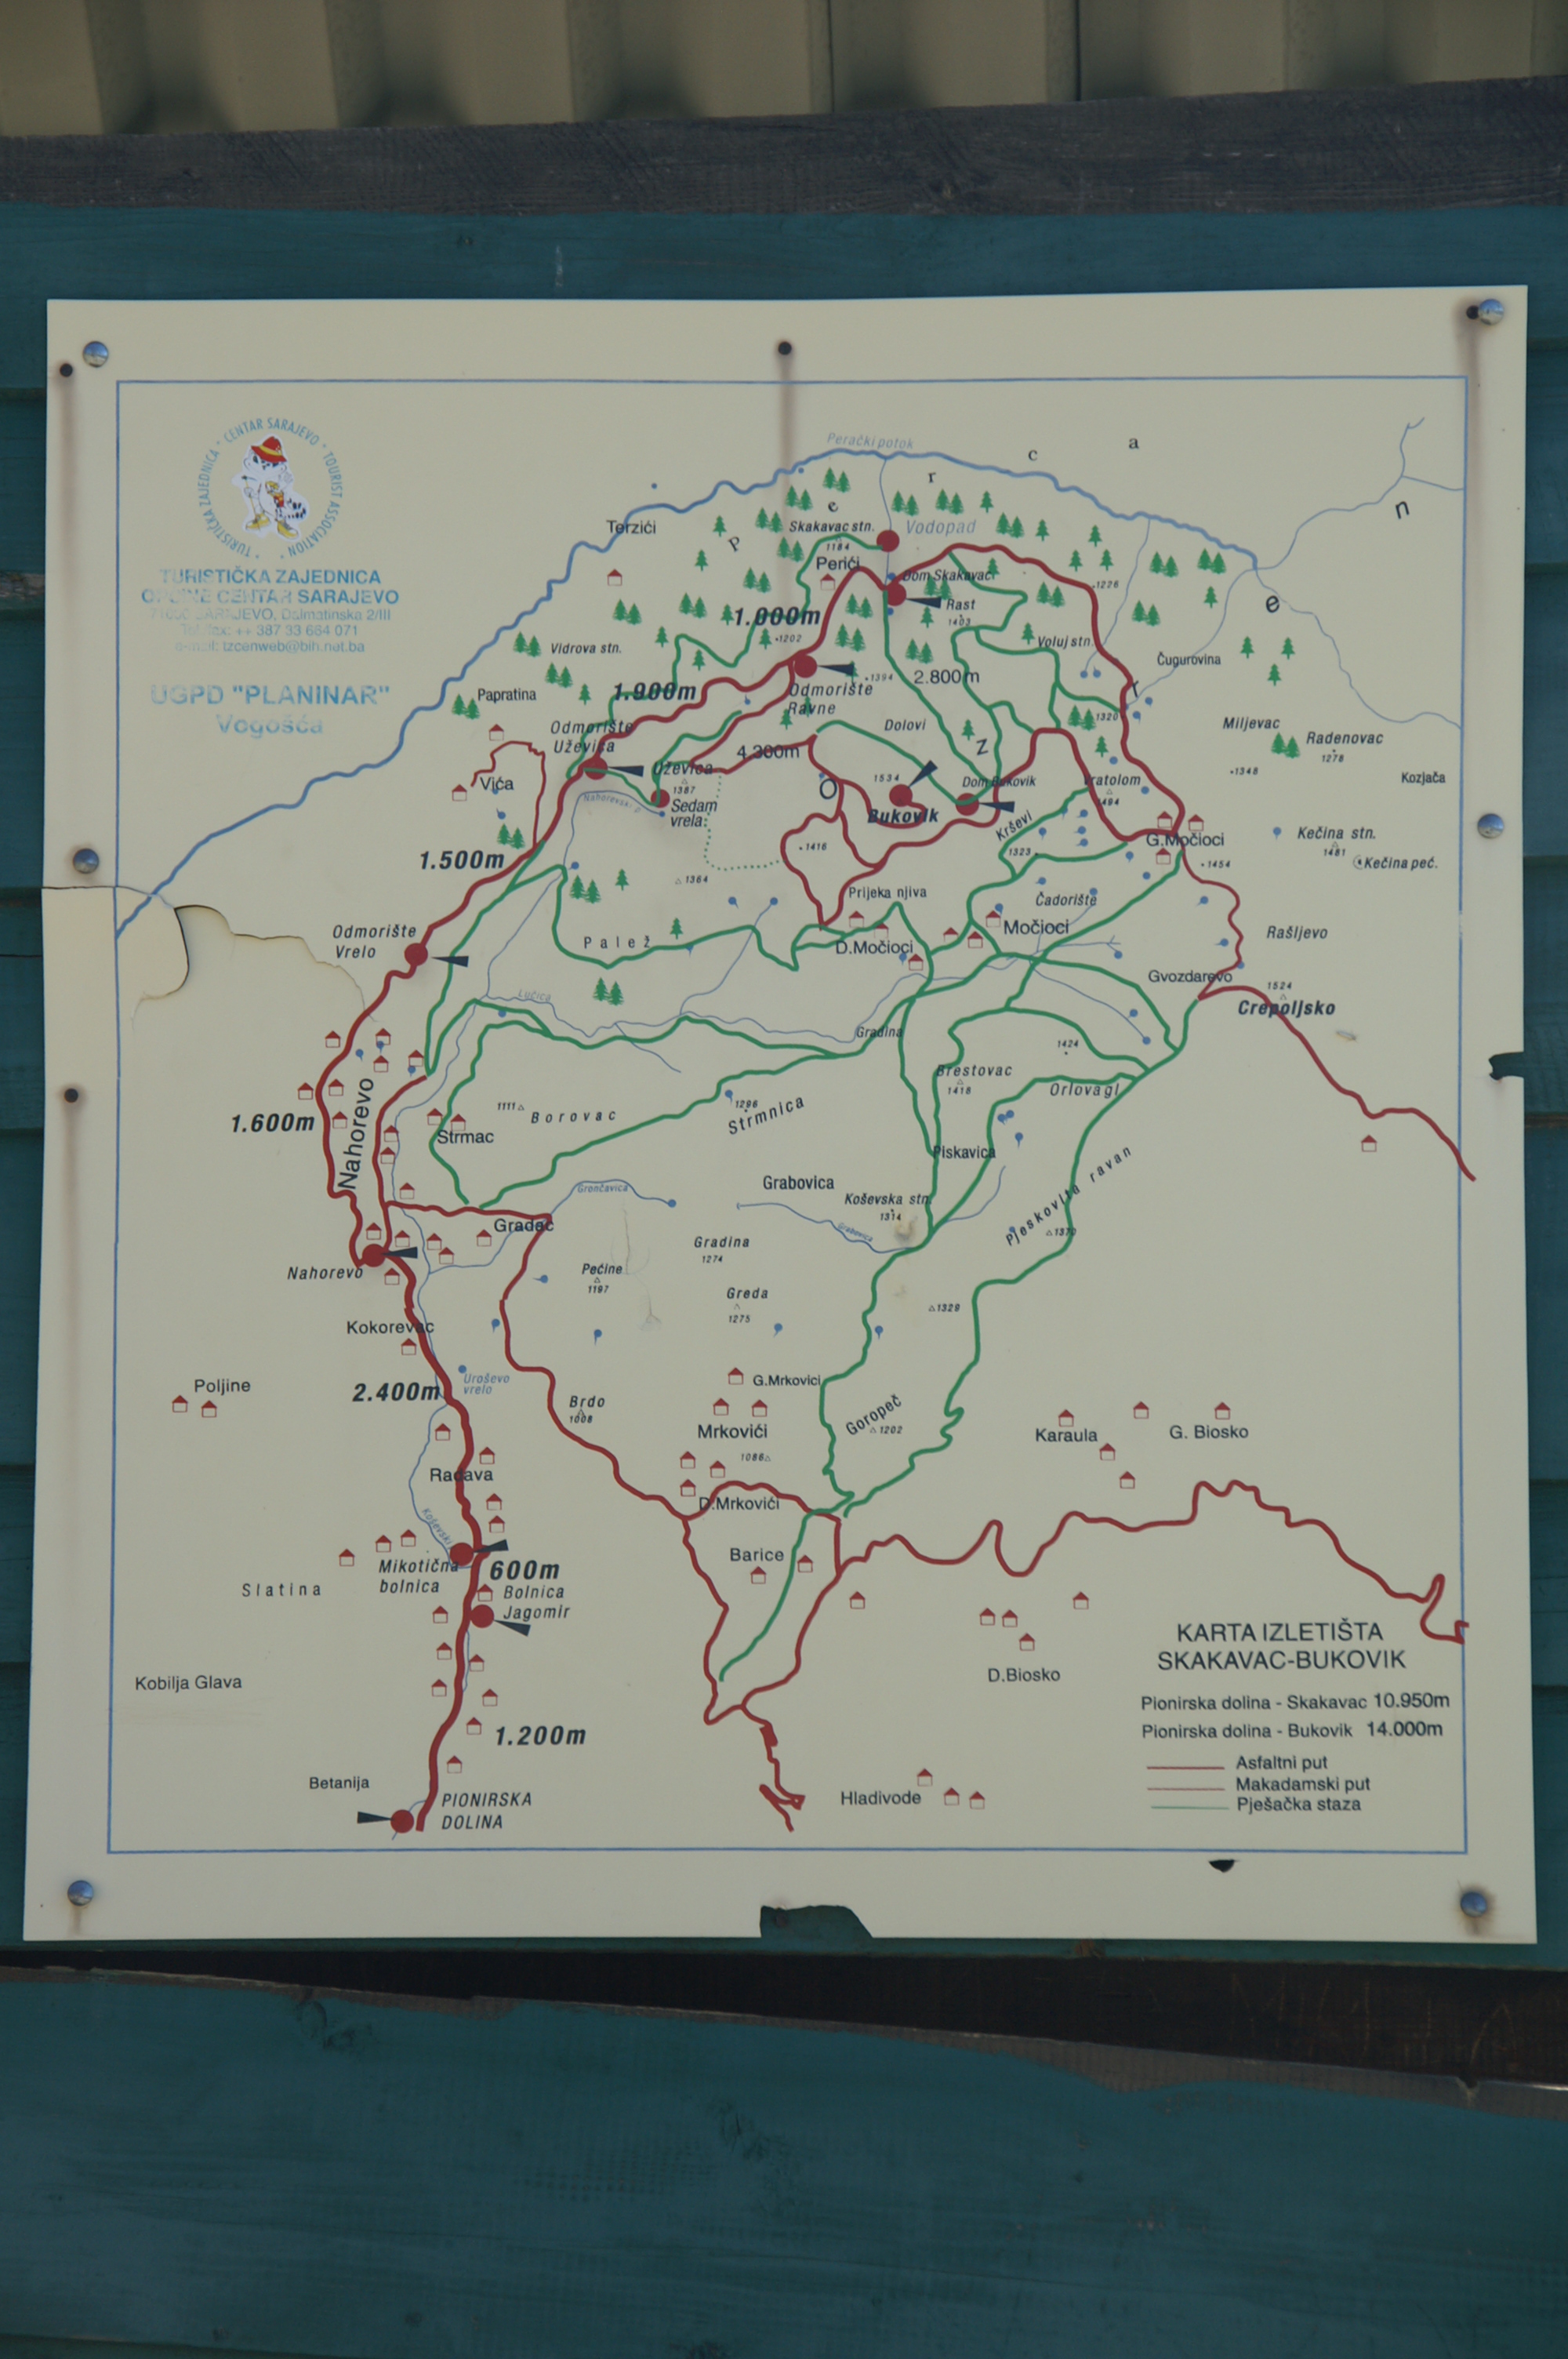 Perački potok
a
c
r
n
TURISTIČKA ZAJEDNICA * CENTAR SARAJEVO * TOURIST ASSOCIATION *
e
Skakavac stn.
Vodopad
Terzići
P
1184
Perići
Dom Skakavac
TURISTIČKA ZAJEDNICA
OPĆINE CENTAR SARAJEVO
71000 SARAJEVO, Dalmatinska 2/III
Tel/fax: ++ 387 33 664 071
e-mail: tzcenweb@bih.net.ba
1226
e
Rast
1403
1.000m
1202
Vidrova stn.
Voluj stn.
Čugurovina
1394
2.800m
UGPD "PLANINAR"
Vogošća
Papratina
1.900m
Odmorište
Ravne
r
1320
Dolovi
Miljevac
Odmorište
Uževica
Z
Radenovac
1278
4.300m
Uževica
1387
1348
Vića
O
1534
Dom Bukovik
Vratolom
1494
Kozjača
Nahorevski p.
Sedam
vrela
Bukovik
Krševi
Kečina stn.
1481
1416
G.Močioci
1.500m
1323
1454
Kečina peć.
1364
Prijeka njiva
Čadorište
Odmorište
Vrelo
Palež
D.Močioci
Močioci
Rašljevo
Gvozdarevo
1524
Crepoljsko
Lučica
Gradina
1424
Brestovac
1418
Orlova gl
1.600m
Nahorevo
1111
Borovac
1296
Strmnica
Strmac
Piskavica
Grabovica
Grončavica
Koševska stn.
1314
Pjeskovita ravan
Gradac
Grabovica
1370
Gradina
1274
Nahorevo
Pećine
1197
Greda
1275
1329
Kokorevac
Poljine
2.400m
Uroševo
vrelo
G.Mrkovici
Brdo
1008
Goropeč
1202
Mrkovići
Karaula
G. Biosko
1086
Radava
D.Mrkovići
Koševski
Barice
Mikotična
bolnica
600m
Slatina
Bolnica
Jagomir
D.Biosko
KARTA IZLETIŠTA
SKAKAVAC-BUKOVIK
Kobilja Glava
Pionirska dolina - Skakavac 10.950m
Pionirska dolina - Bukovik 14.000m
1.200m
Asfaltni put
Makadamski put
Pješačka staza
Betanija
PIONIRSKA
DOLINA
Hladivode